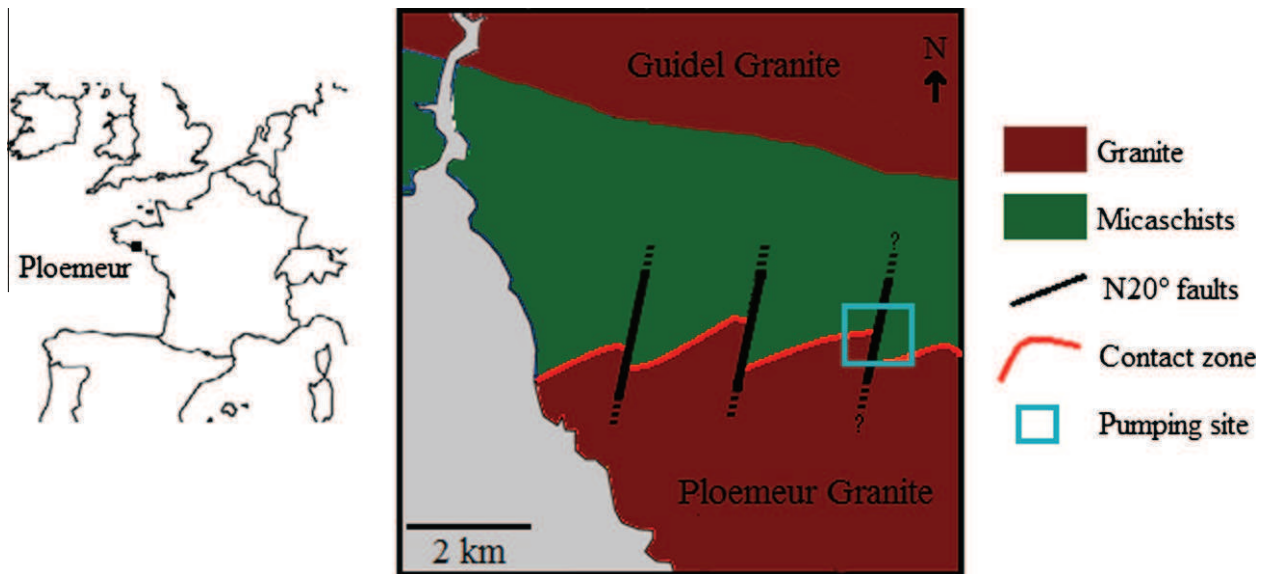 Ploemeur
Guidel Granite
N
?
?
Ploemeur Granite
2 km
Granite
Micaschists
N20° faults
Contact zone
Pumping site